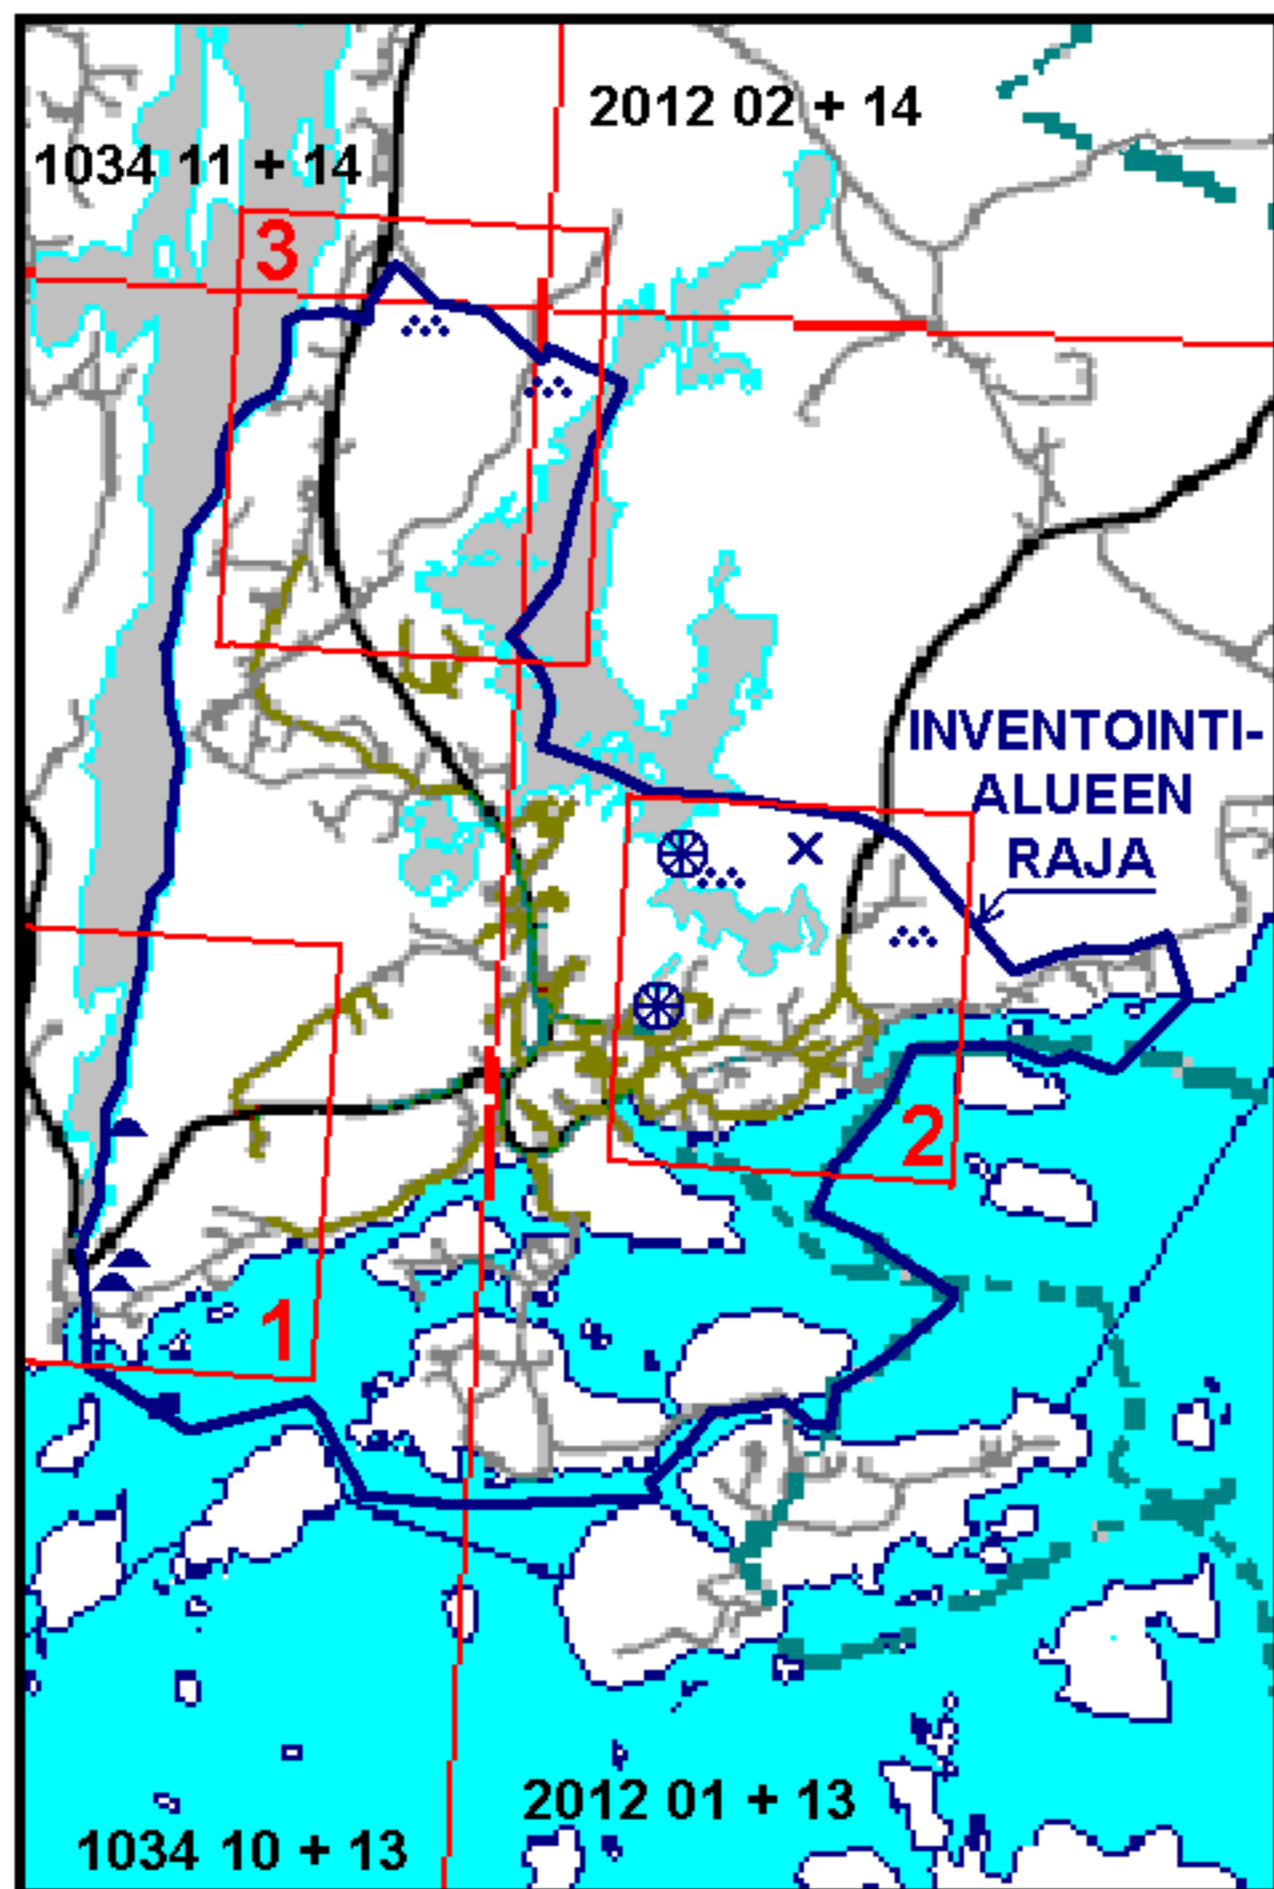 2012 02 + 14
1034 11 + 14
3
INVENTOINTI-
ALUEEN
RAJA
2
1
2012 01 + 13
1034 10 + 13